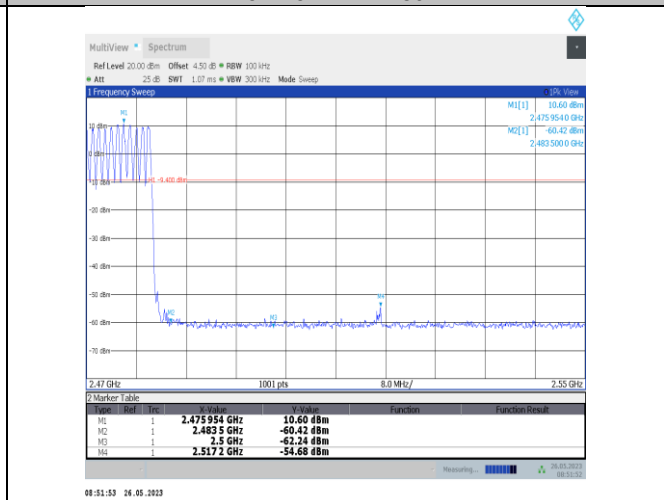 MultiView Spectrum
Ref Level 20.00 dBm Offset 4.50 dB RBW 100 kHz
Att 25 dB SWT 1.07 ms VBW 300 kHz Mode Sweep
1 Frequency Sweep 1Pk View
M1[1] 10.60 dBm
2.4759540 GHz
M2[1] -60.42 dBm
2.4835000 GHz
M1
10 dBm
0 dBm
-10 dBm
H1 -9.400 dBm
-20 dBm
-30 dBm
-40 dBm
-50 dBm
M4
M2
M3
-60 dBm
-70 dBm
2.47 GHz 1001 pts 8.0 MHz/ 2.55 GHz
2 Marker Table
Type Ref Trc X-Value Y-Value Function Function Result
M1 1 2.475 954 GHz 10.60 dBm
M2 1 2.483 5 GHz -60.42 dBm
M3 1 2.5 GHz -62.24 dBm
M4 1 2.517 2 GHz -54.68 dBm
Measuring... 26.05.2023
08:51:52
08:51:53 26.05.2023